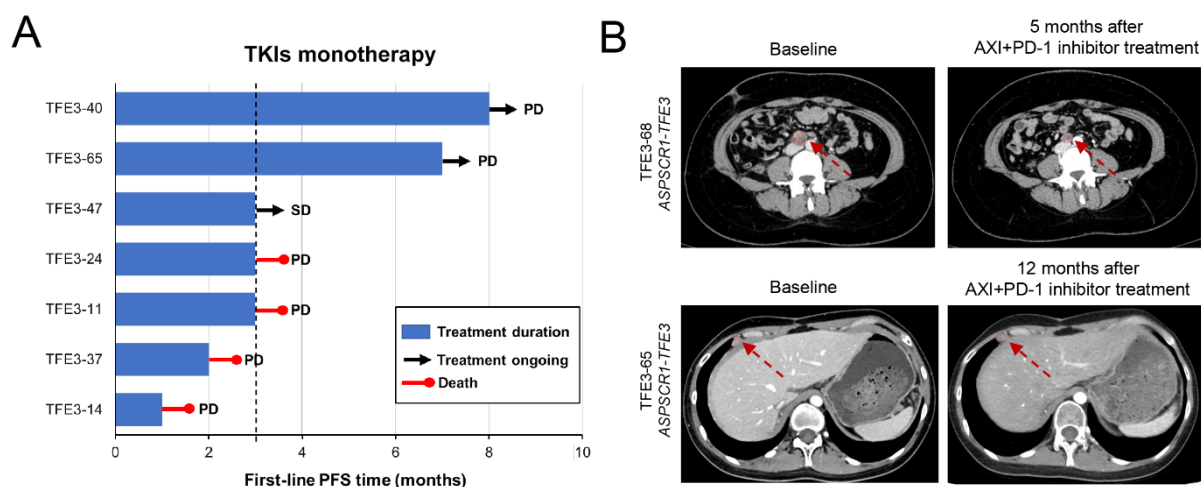 A
TKIs monotherapy
TFE3-40
PD
TFE3-65
PD
TFE3-47
SD
TFE3-24
PD
TFE3-11
PD
TFE3-37
PD
TFE3-14
PD
Treatment duration
Treatment ongoing
Death
0 2 4 6 8 10
First-line PFS time (months)
B
Baseline
5 months after
AXI+PD-1 inhibitor treatment
TFE3-68
ASPSCR1-TFE3
Baseline
12 months after
AXI+PD-1 inhibitor treatment
TFE3-65
ASPSCR1-TFE3